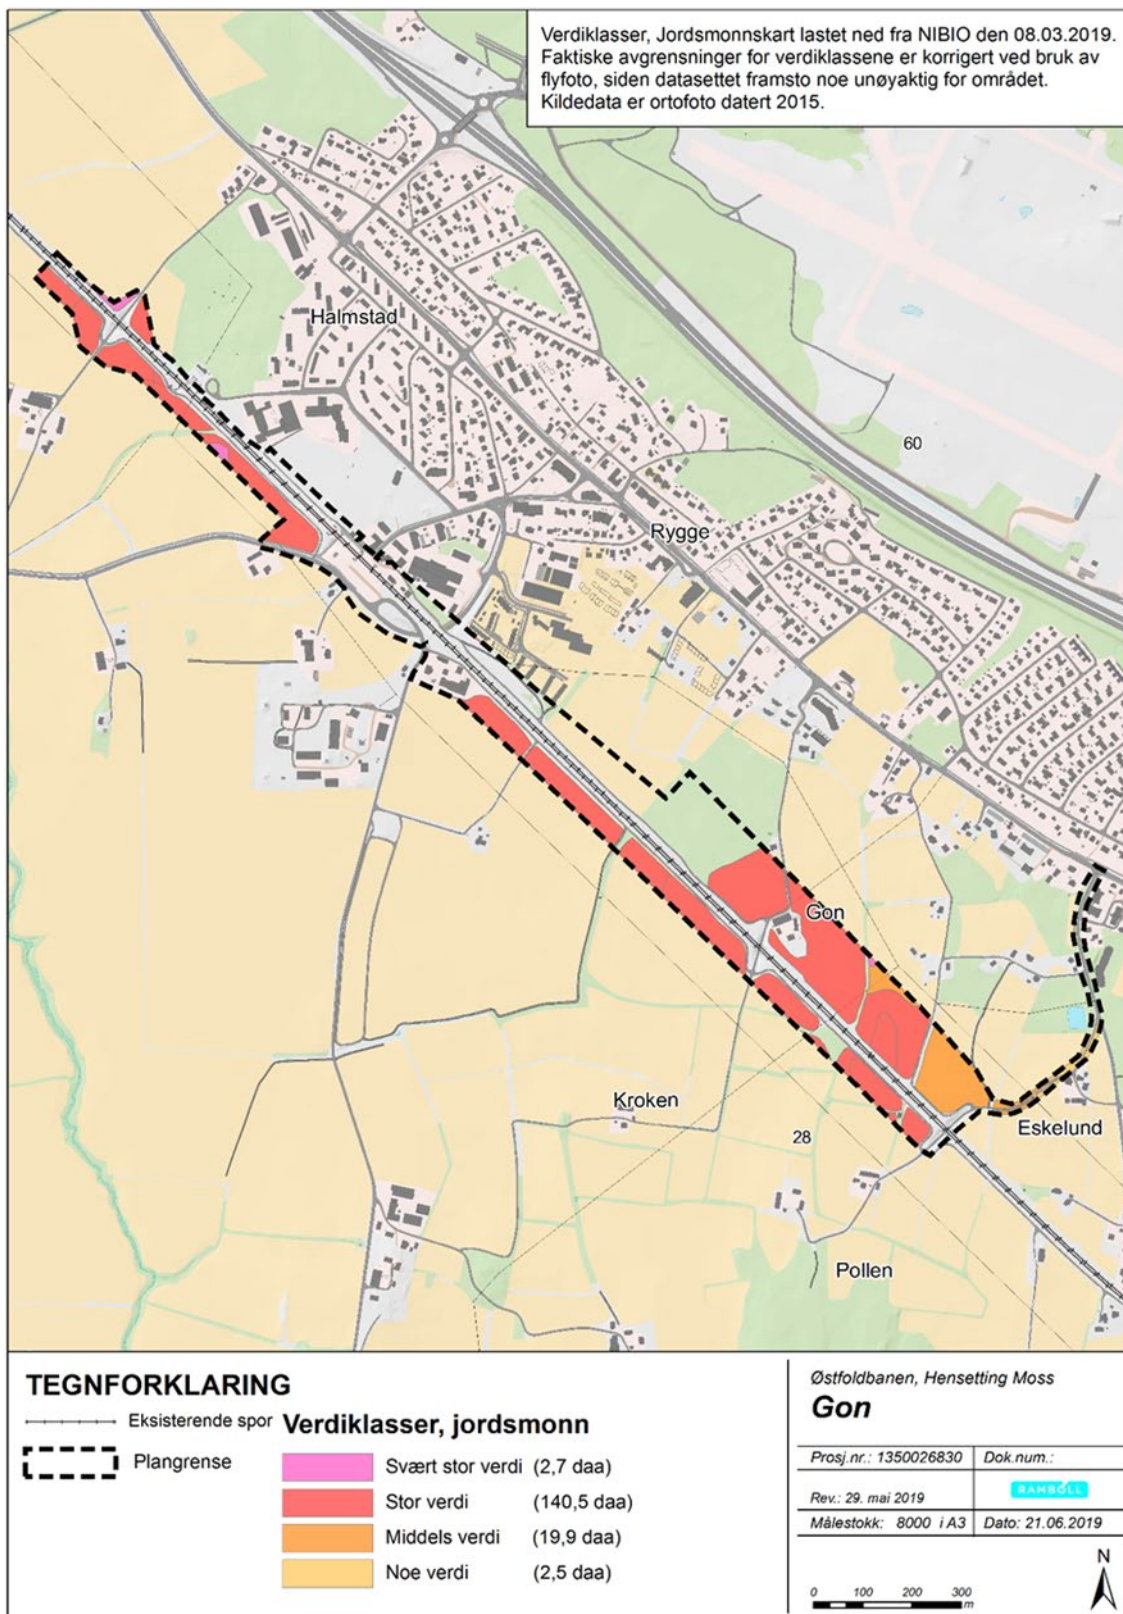 Verdiklasser, Jordsmonnskart lastet ned fra NIBIO den 08.03.2019.
Faktiske avgrensninger for verdiklassene er korrigert ved bruk av
flyfoto, siden datasettet framsto noe unøyaktig for området.
Kildedata er ortofoto datert 2015.
Halmstad
60
Rygge
Gon
Kroken
28
Eskelund
Pollen
TEGNFORKLARING
Eksisterende spor
Plangrense
Verdiklasser, jordsmonn
Svært stor verdi (2,7 daa)
Stor verdi (140,5 daa)
Middels verdi (19,9 daa)
Noe verdi (2,5 daa)
Østfoldbanen, Hensetting Moss
Gon
Prosj.nr.: 1350026830 Dok.num.:
Rev.: 29. mai 2019 RAMBOLL
Målestokk: 8000 i A3 Dato: 21.06.2019
N
0 100 200 300
m